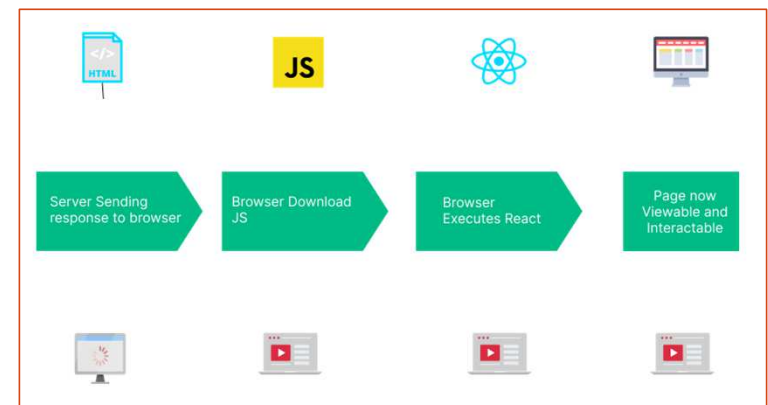 </>
HTML
JS
Server Sending
response to browser
Browser Download
JS
Browser
Executes React
Page now
Viewable and
Interactable